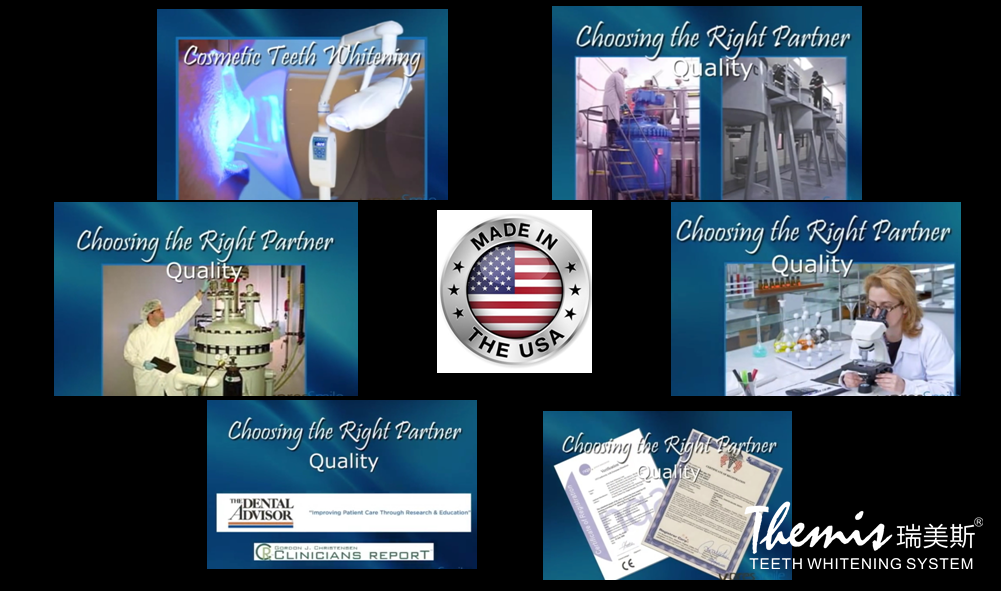 Cosmetic Teeth Whitening
Choosing the Right Partner
Quality
Choosing the Right Partner
Quality
MADE IN
THE USA
Choosing the Right Partner
Quality
Choosing the Right Partner
Quality
THE DENTAL
ADVISOR
"Improving Patient Care Through Research & Education"
GORDON J. CHRISTENSEN
CLINICIANS REPORT
Choosing the Right Partner
Quality
CE
Themis 瑞美斯®
TEETH WHITENING SYSTEM